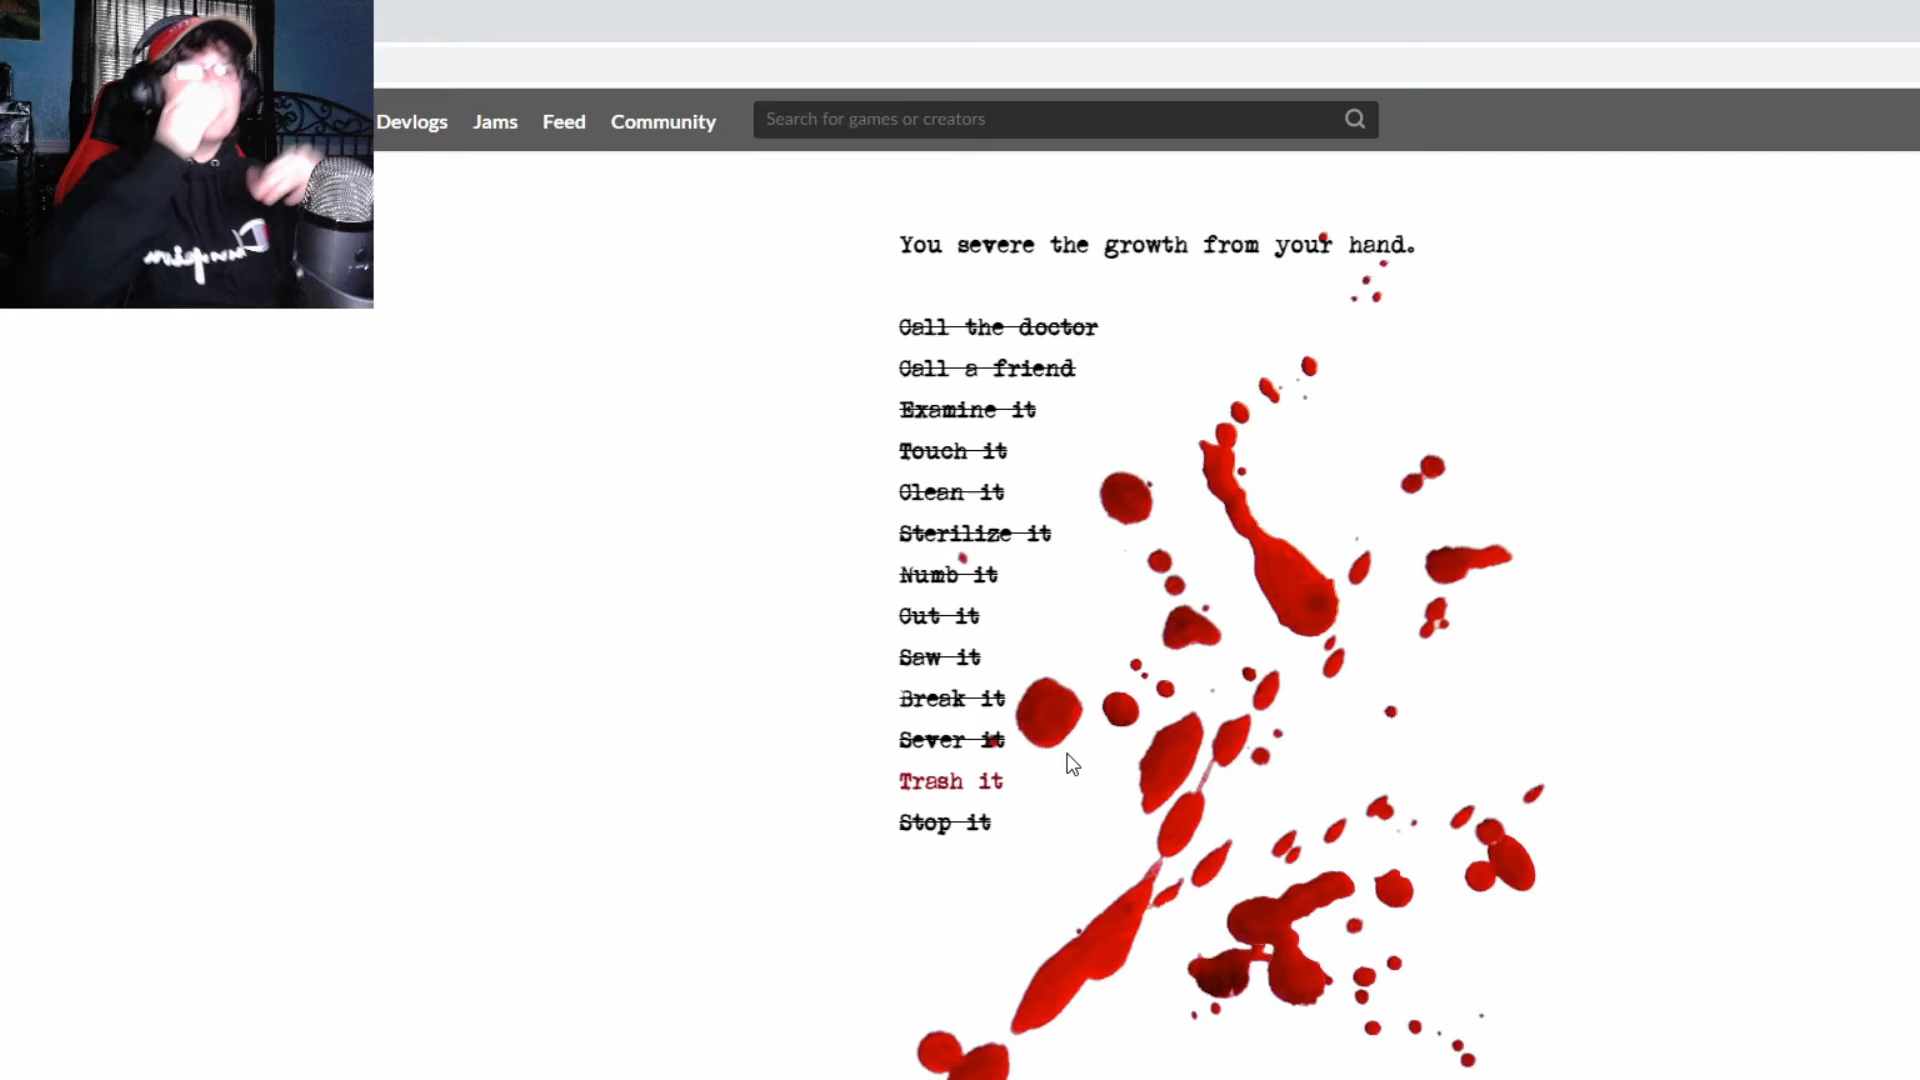 Devlogs Jams Feed Community Search for games or creators
You severe the growth from your hand.
Call the doctor
Call a friend
Examine it
Touch it
Clean it
Sterilize it
Numb it
Cut it
Saw it
Break it
Sever it
Trash it
Stop it
Champion